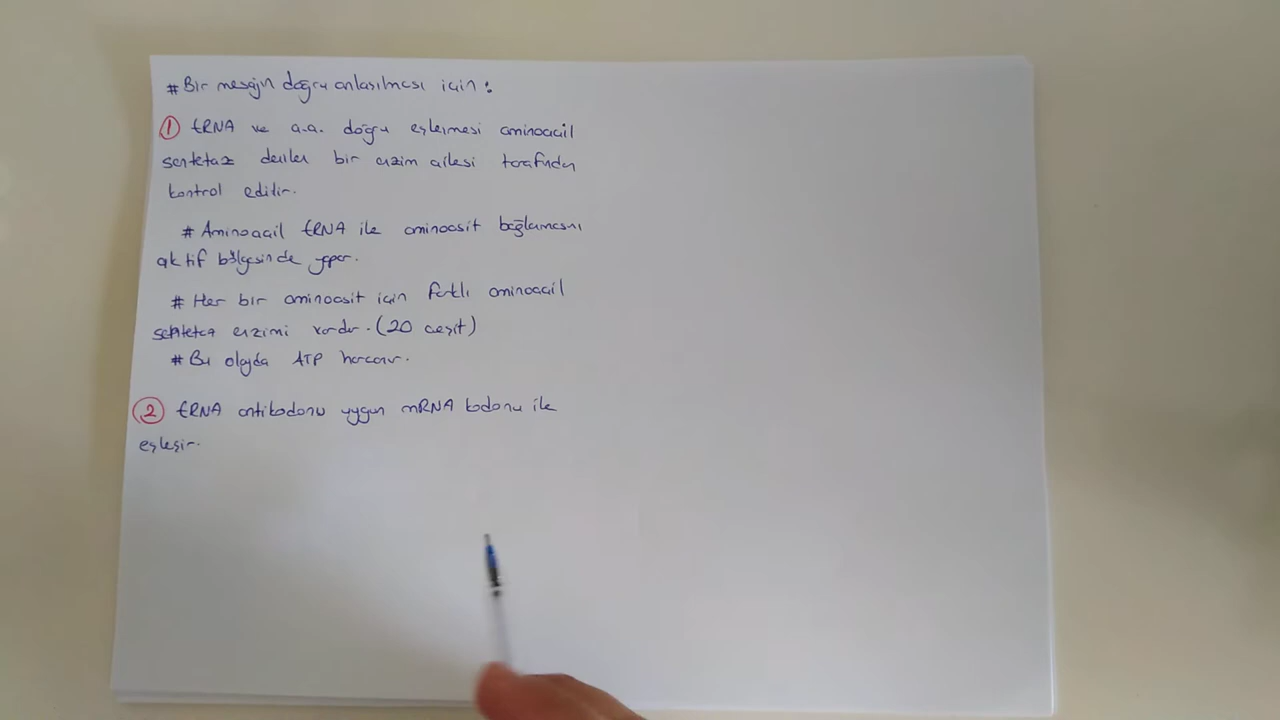 # Bir mesajın doğru anlaşılması için :
① tRNA ve a.a. doğru eşleşmesi aminoacil
sentetaz denilen bir enzim ailesi tarafından
kontrol edilir.
# Aminoacil tRNA ile aminoasit bağlanmasını
aktif bölgesinde yapar.
# Her bir aminoasit için farklı aminoacil
sentetaz enzimi vardır. (20 çeşit)
# Bu olayda ATP harcanır.
② tRNA antikodonu uygun mRNA kodonu ile
eşleşir.